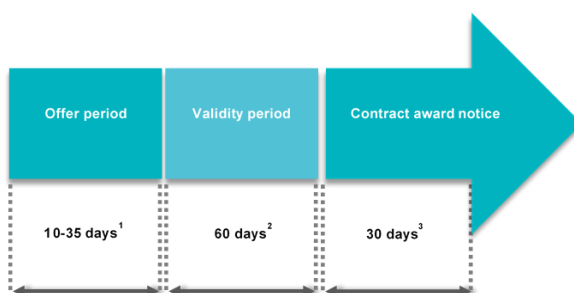 Offer period
Validity period
Contract award notice
10-35 days¹
60 days²
30 days³